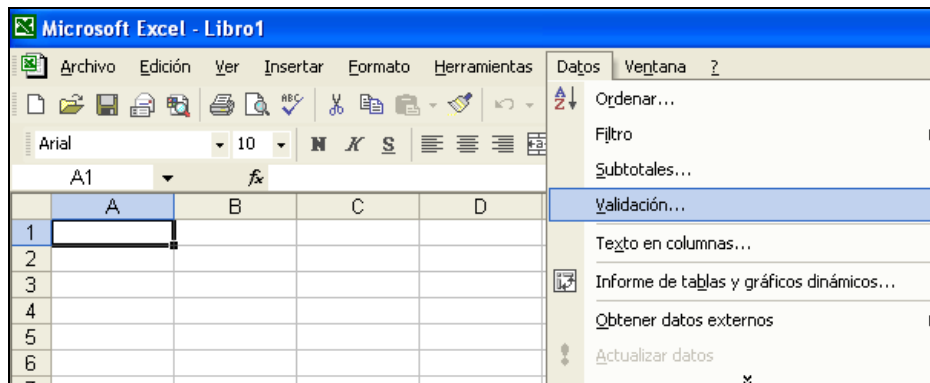 Microsoft Excel - Libro1
Archivo Edición Ver Insertar Formato Herramientas Datos Ventana ?
Ordenar...
Filtro
Subtotales...
Validación...
Texto en columnas...
Informe de tablas y gráficos dinámicos...
Obtener datos externos
Actualizar datos
ABC
A Z
Arial 10 N K S
A1 fx
A B C D
1
2
3
4
5
6